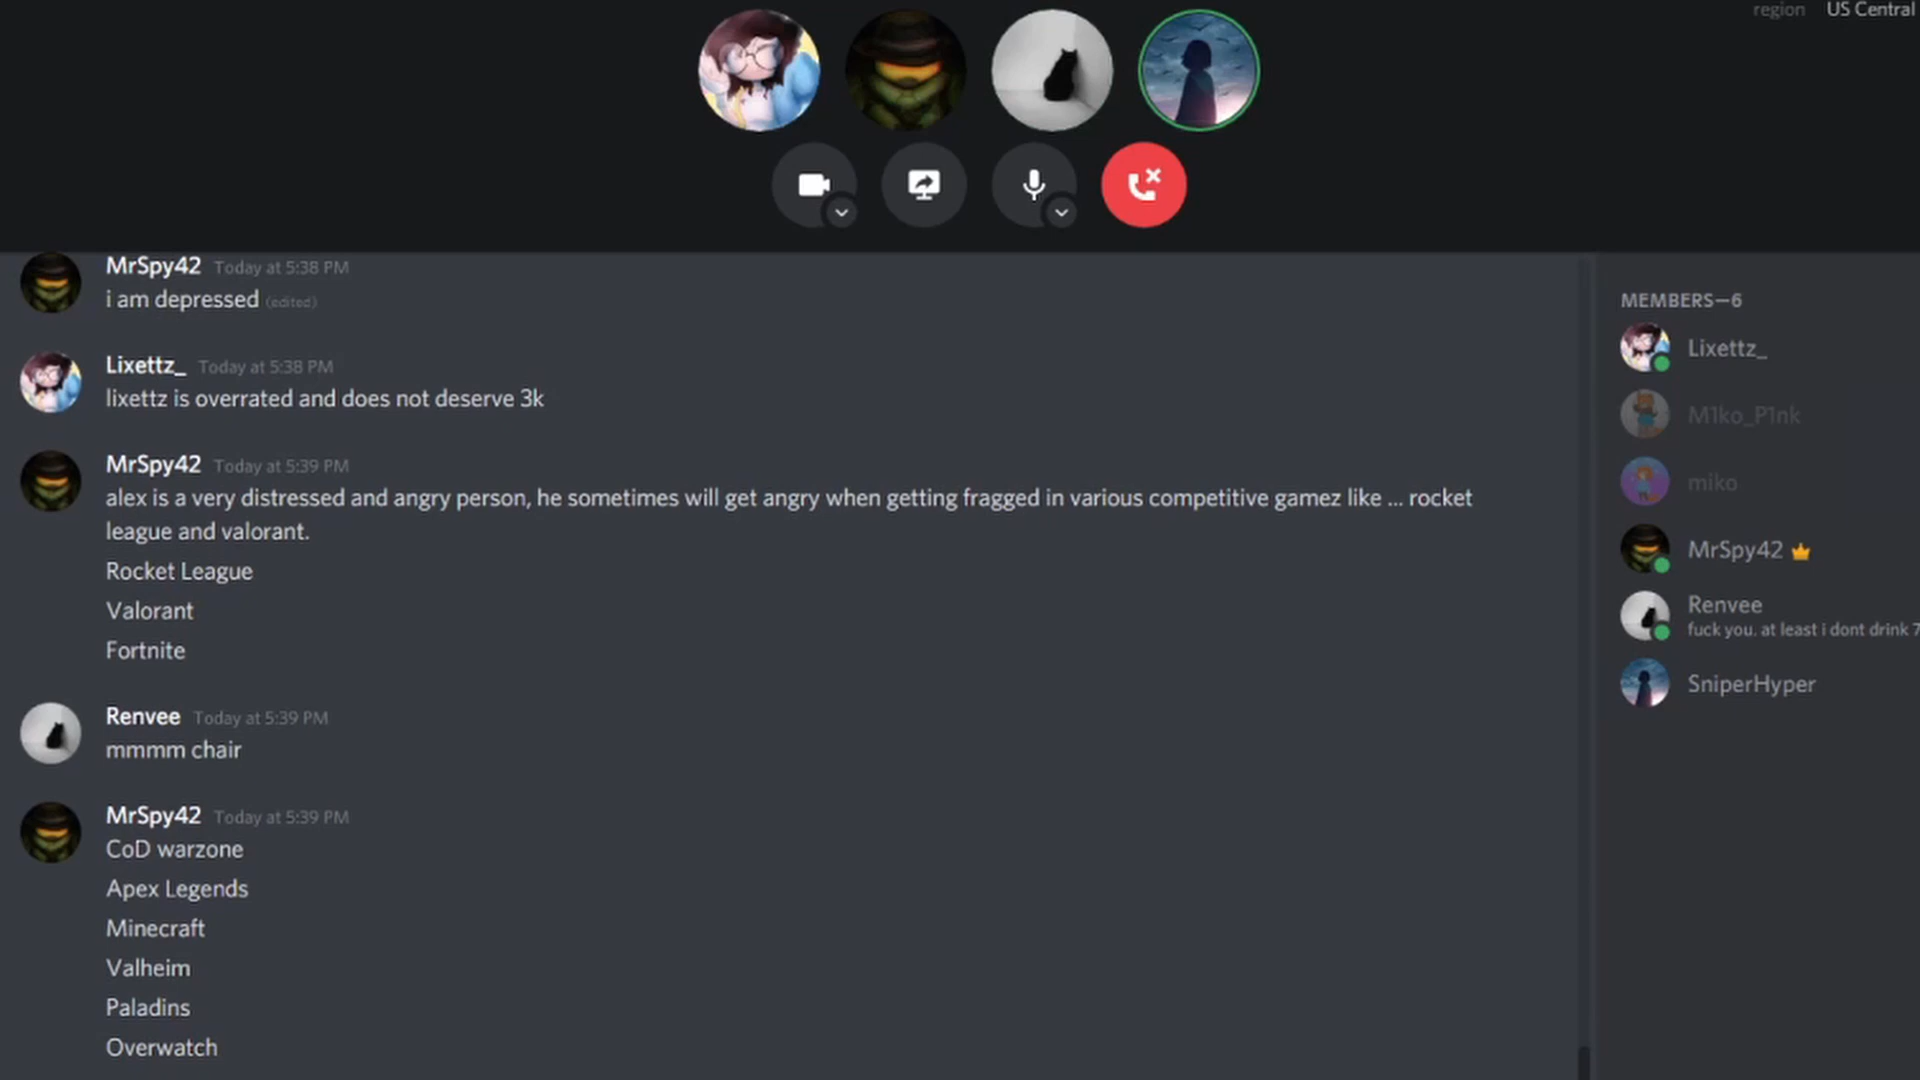 region US Central
MrSpy42 Today at 5:38 PM
i am depressed (edited)
Lixettz_ Today at 5:38 PM
lixettz is overrated and does not deserve 3k
MrSpy42 Today at 5:39 PM
alex is a very distressed and angry person, he sometimes will get angry when getting fragged in various competitive gamez like ... rocket
league and valorant.
Rocket League
Valorant
Fortnite
Renvee Today at 5:39 PM
mmmm chair
MrSpy42 Today at 5:39 PM
CoD warzone
Apex Legends
Minecraft
Valheim
Paladins
Overwatch
MEMBERS—6
Lixettz_
M1ko_P1nk
miko
MrSpy42
Renvee
fuck you. at least i dont drink 7
SniperHyper